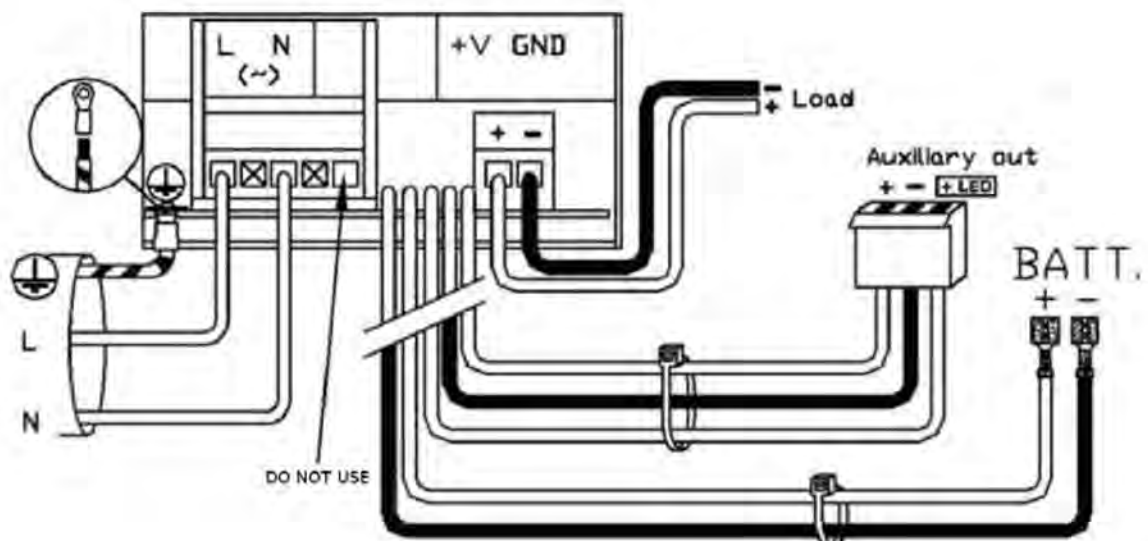 L N
(~)
+V GND
+ -
- 
+ Load
Auxiliary out
+ - + LED
BATT.
+ -
L
N
DO NOT USE